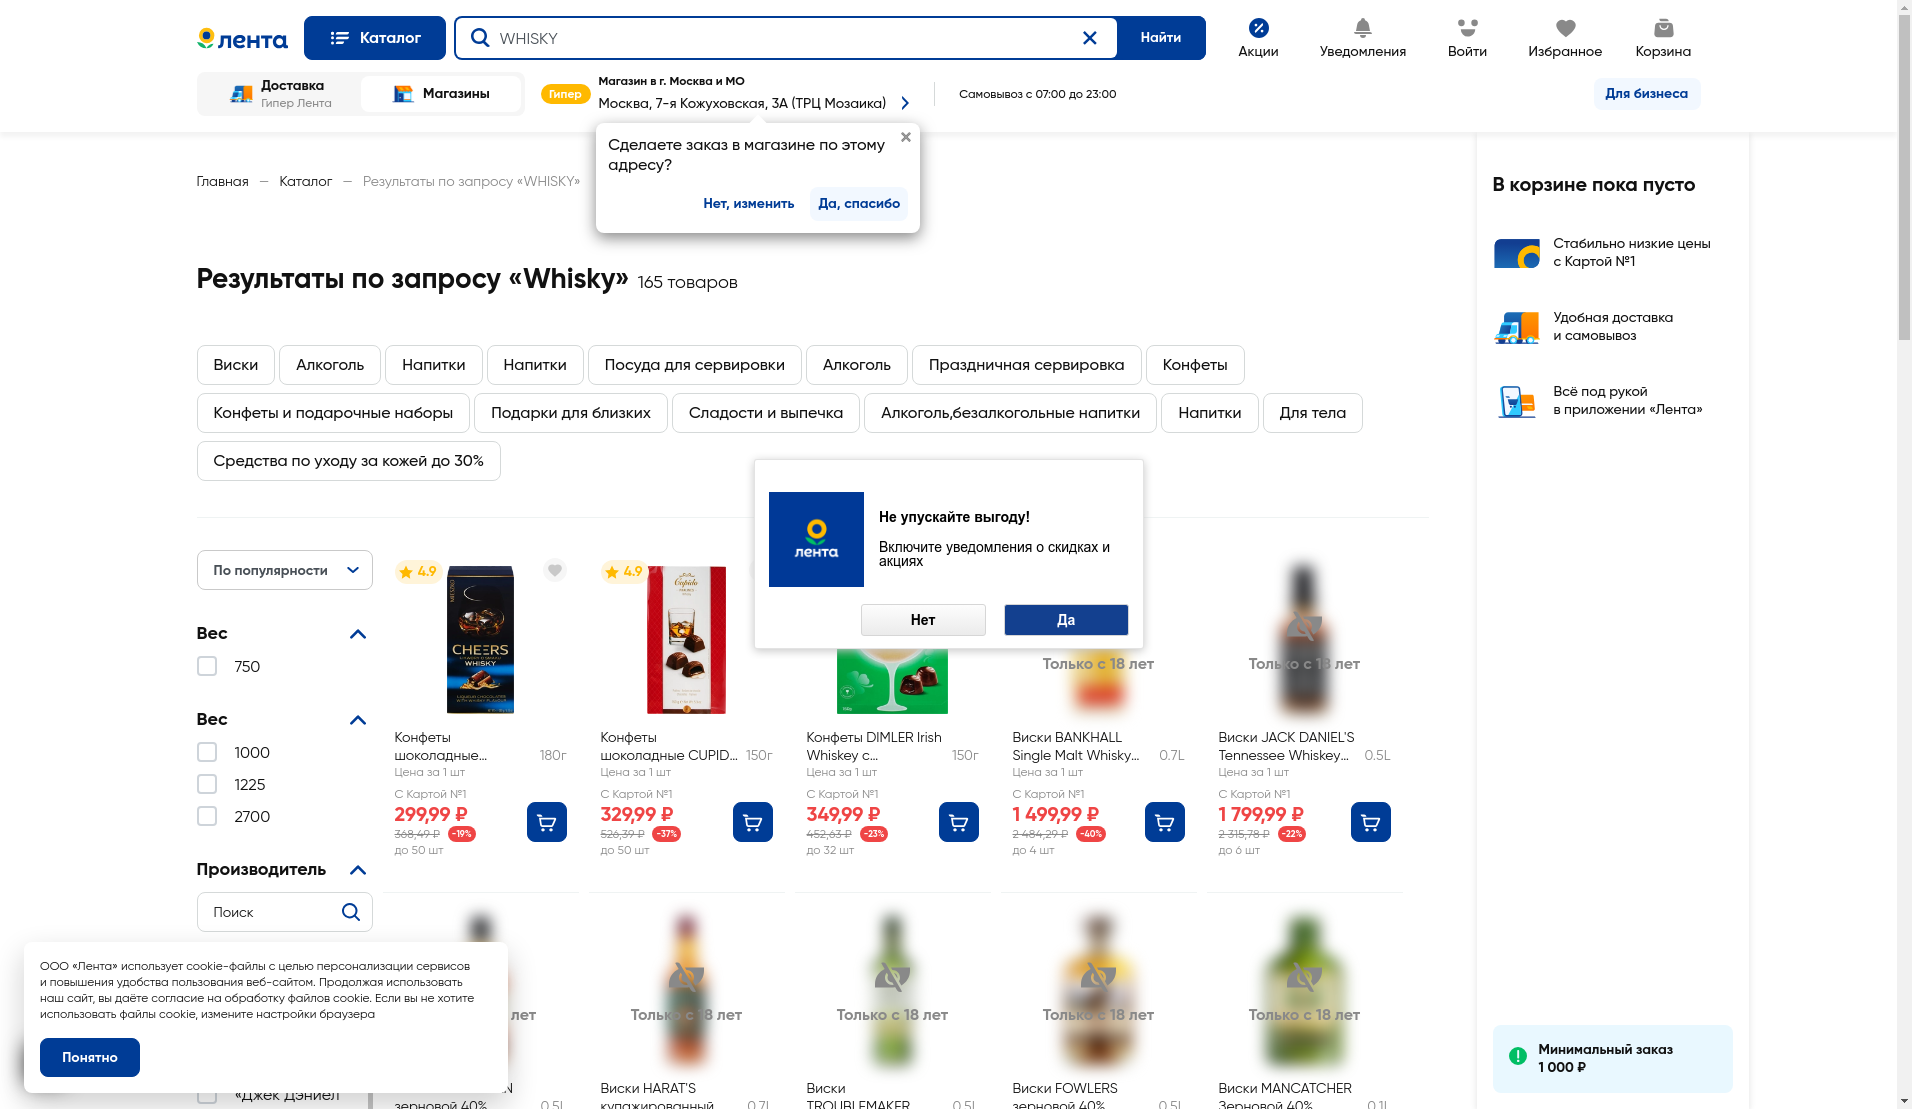 лента
Каталог
WHISKY
Найти
Акции
Уведомления
Войти
Избранное
Корзина
Доставка
Гипер Лента
Магазины
Гипер
Магазин в г. Москва и МО
Москва, 7-я Кожуховская, 3А (ТРЦ Мозаика)
Самовывоз с 07:00 до 23:00
Для бизнеса
Сделаете заказ в магазине по этому
адресу?
Нет, изменить
Да, спасибо
Главная — Каталог — Результаты по запросу «WHISKY»
Результаты по запросу «Whisky» 165 товаров
Виски
Алкоголь
Напитки
Напитки
Посуда для сервировки
Алкоголь
Праздничная сервировка
Конфеты
Конфеты и подарочные наборы
Подарки для близких
Сладости и выпечка
Алкоголь,безалкогольные напитки
Напитки
Для тела
Средства по уходу за кожей до 30%
В корзине пока пусто
Стабильно низкие цены
с Картой №1
Удобная доставка
и самовывоз
Всё под рукой
в приложении «Лента»
Минимальный заказ
1 000 ₽
лента
Не упускайте выгоду!
Включите уведомления о скидках и
акциях
Нет
Да
По популярности
Вес
750
Вес
1000
1225
2700
Производитель
Поиск
«Джек Дэниел
4.9
CHEERS
WHISKY
Конфеты
шоколадные...
180г
Цена за 1 шт
С Картой №1
299,99 ₽
368,49 ₽
-19%
до 50 шт
4.9
Cupido
Конфеты
шоколадные CUPID...
150г
Цена за 1 шт
С Картой №1
329,99 ₽
526,39 ₽
-37%
до 50 шт
Конфеты DIMLER Irish
Whiskey с...
150г
Цена за 1 шт
С Картой №1
349,99 ₽
452,63 ₽
-23%
до 32 шт
Только с 18 лет
Виски BANKHALL
Single Malt Whisky...
0.7L
Цена за 1 шт
С Картой №1
1 499,99 ₽
2 484,29 ₽
-40%
до 4 шт
Только с 18 лет
Виски JACK DANIEL'S
Tennessee Whiskey...
0.5L
Цена за 1 шт
С Картой №1
1 799,99 ₽
2 315,78 ₽
-22%
до 6 шт
лет
N
зерновой 40%
0.5L
Только с 18 лет
Виски HARAT'S
купажированный
0.7L
Только с 18 лет
Виски
TROUBLEMAKER
0.5L
Только с 18 лет
Виски FOWLERS
зерновой 40%
0.5L
Только с 18 лет
Виски MANCATCHER
Зерновой 40%
0.1L
ООО «Лента» использует cookie-файлы с целью персонализации сервисов
и повышения удобства пользования веб-сайтом. Продолжая использовать
наш сайт, вы даёте согласие на обработку файлов cookie. Если вы не хотите
использовать файлы cookie, измените настройки браузера
Понятно